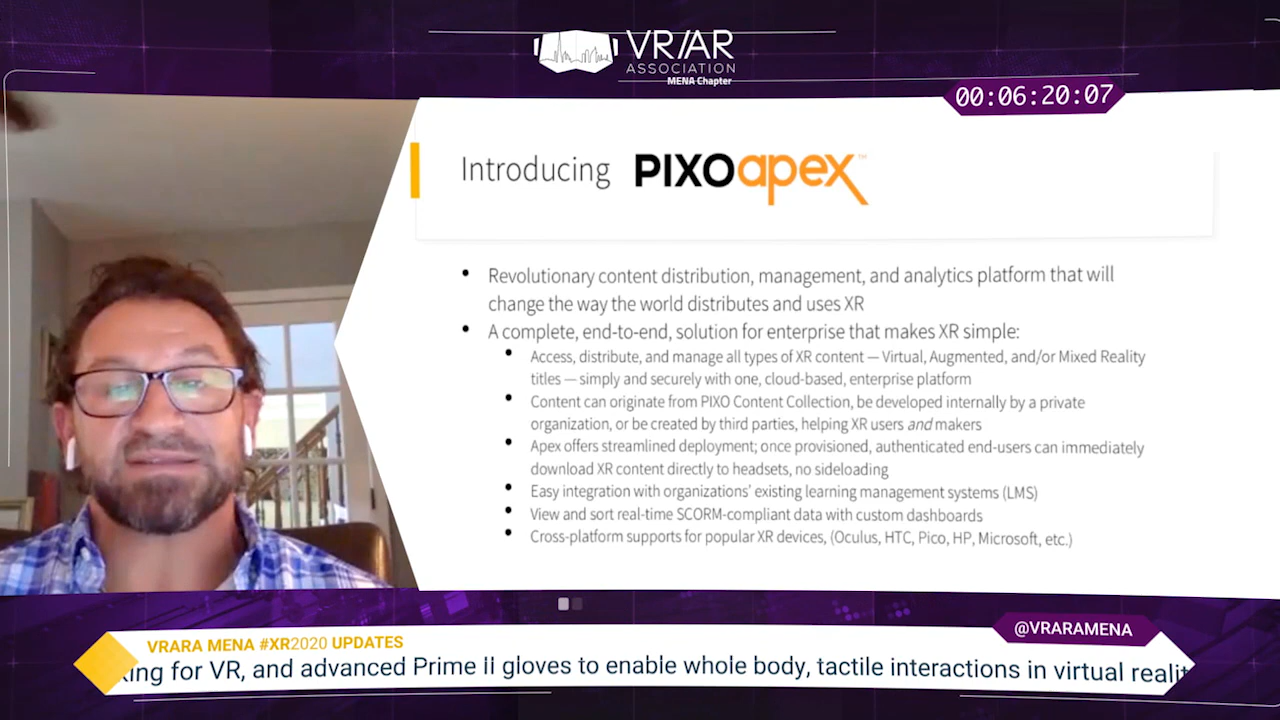 VR/AR
ASSOCIATION
MENA Chapter
00:06:20:07
Introducing PIXOapex™
• Revolutionary content distribution, management, and analytics platform that will
change the way the world distributes and uses XR
• A complete, end-to-end, solution for enterprise that makes XR simple:
• Access, distribute, and manage all types of XR content — Virtual, Augmented, and/or Mixed Reality
titles — simply and securely with one, cloud-based, enterprise platform
• Content can originate from PIXO Content Collection, be developed internally by a private
organization, or be created by third parties, helping XR users and makers
• Apex offers streamlined deployment; once provisioned, authenticated end-users can immediately
download XR content directly to headsets, no sideloading
• Easy integration with organizations' existing learning management systems (LMS)
• View and sort real-time SCORM-compliant data with custom dashboards
• Cross-platform supports for popular XR devices, (Oculus, HTC, Pico, HP, Microsoft, etc.)
@VRARAMENA
VRARA MENA #XR2020 UPDATES
for VR, and advanced Prime II gloves to enable whole body, tactile interactions in virtual